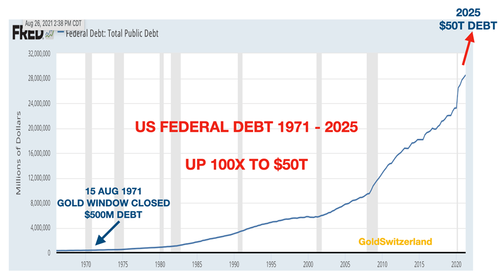 Aug 26, 2021 2:38 PM CDT
FRED
Federal Debt: Total Public Debt
2025
$50T DEBT
32,000,000
28,000,000
24,000,000
20,000,000
16,000,000
12,000,000
8,000,000
4,000,000
0
Millions of Dollars
US FEDERAL DEBT 1971 - 2025
UP 100X TO $50T
15 AUG 1971
GOLD WINDOW CLOSED
$500M DEBT
GoldSwitzerland
1970 1975 1980 1985 1990 1995 2000 2005 2010 2015 2020